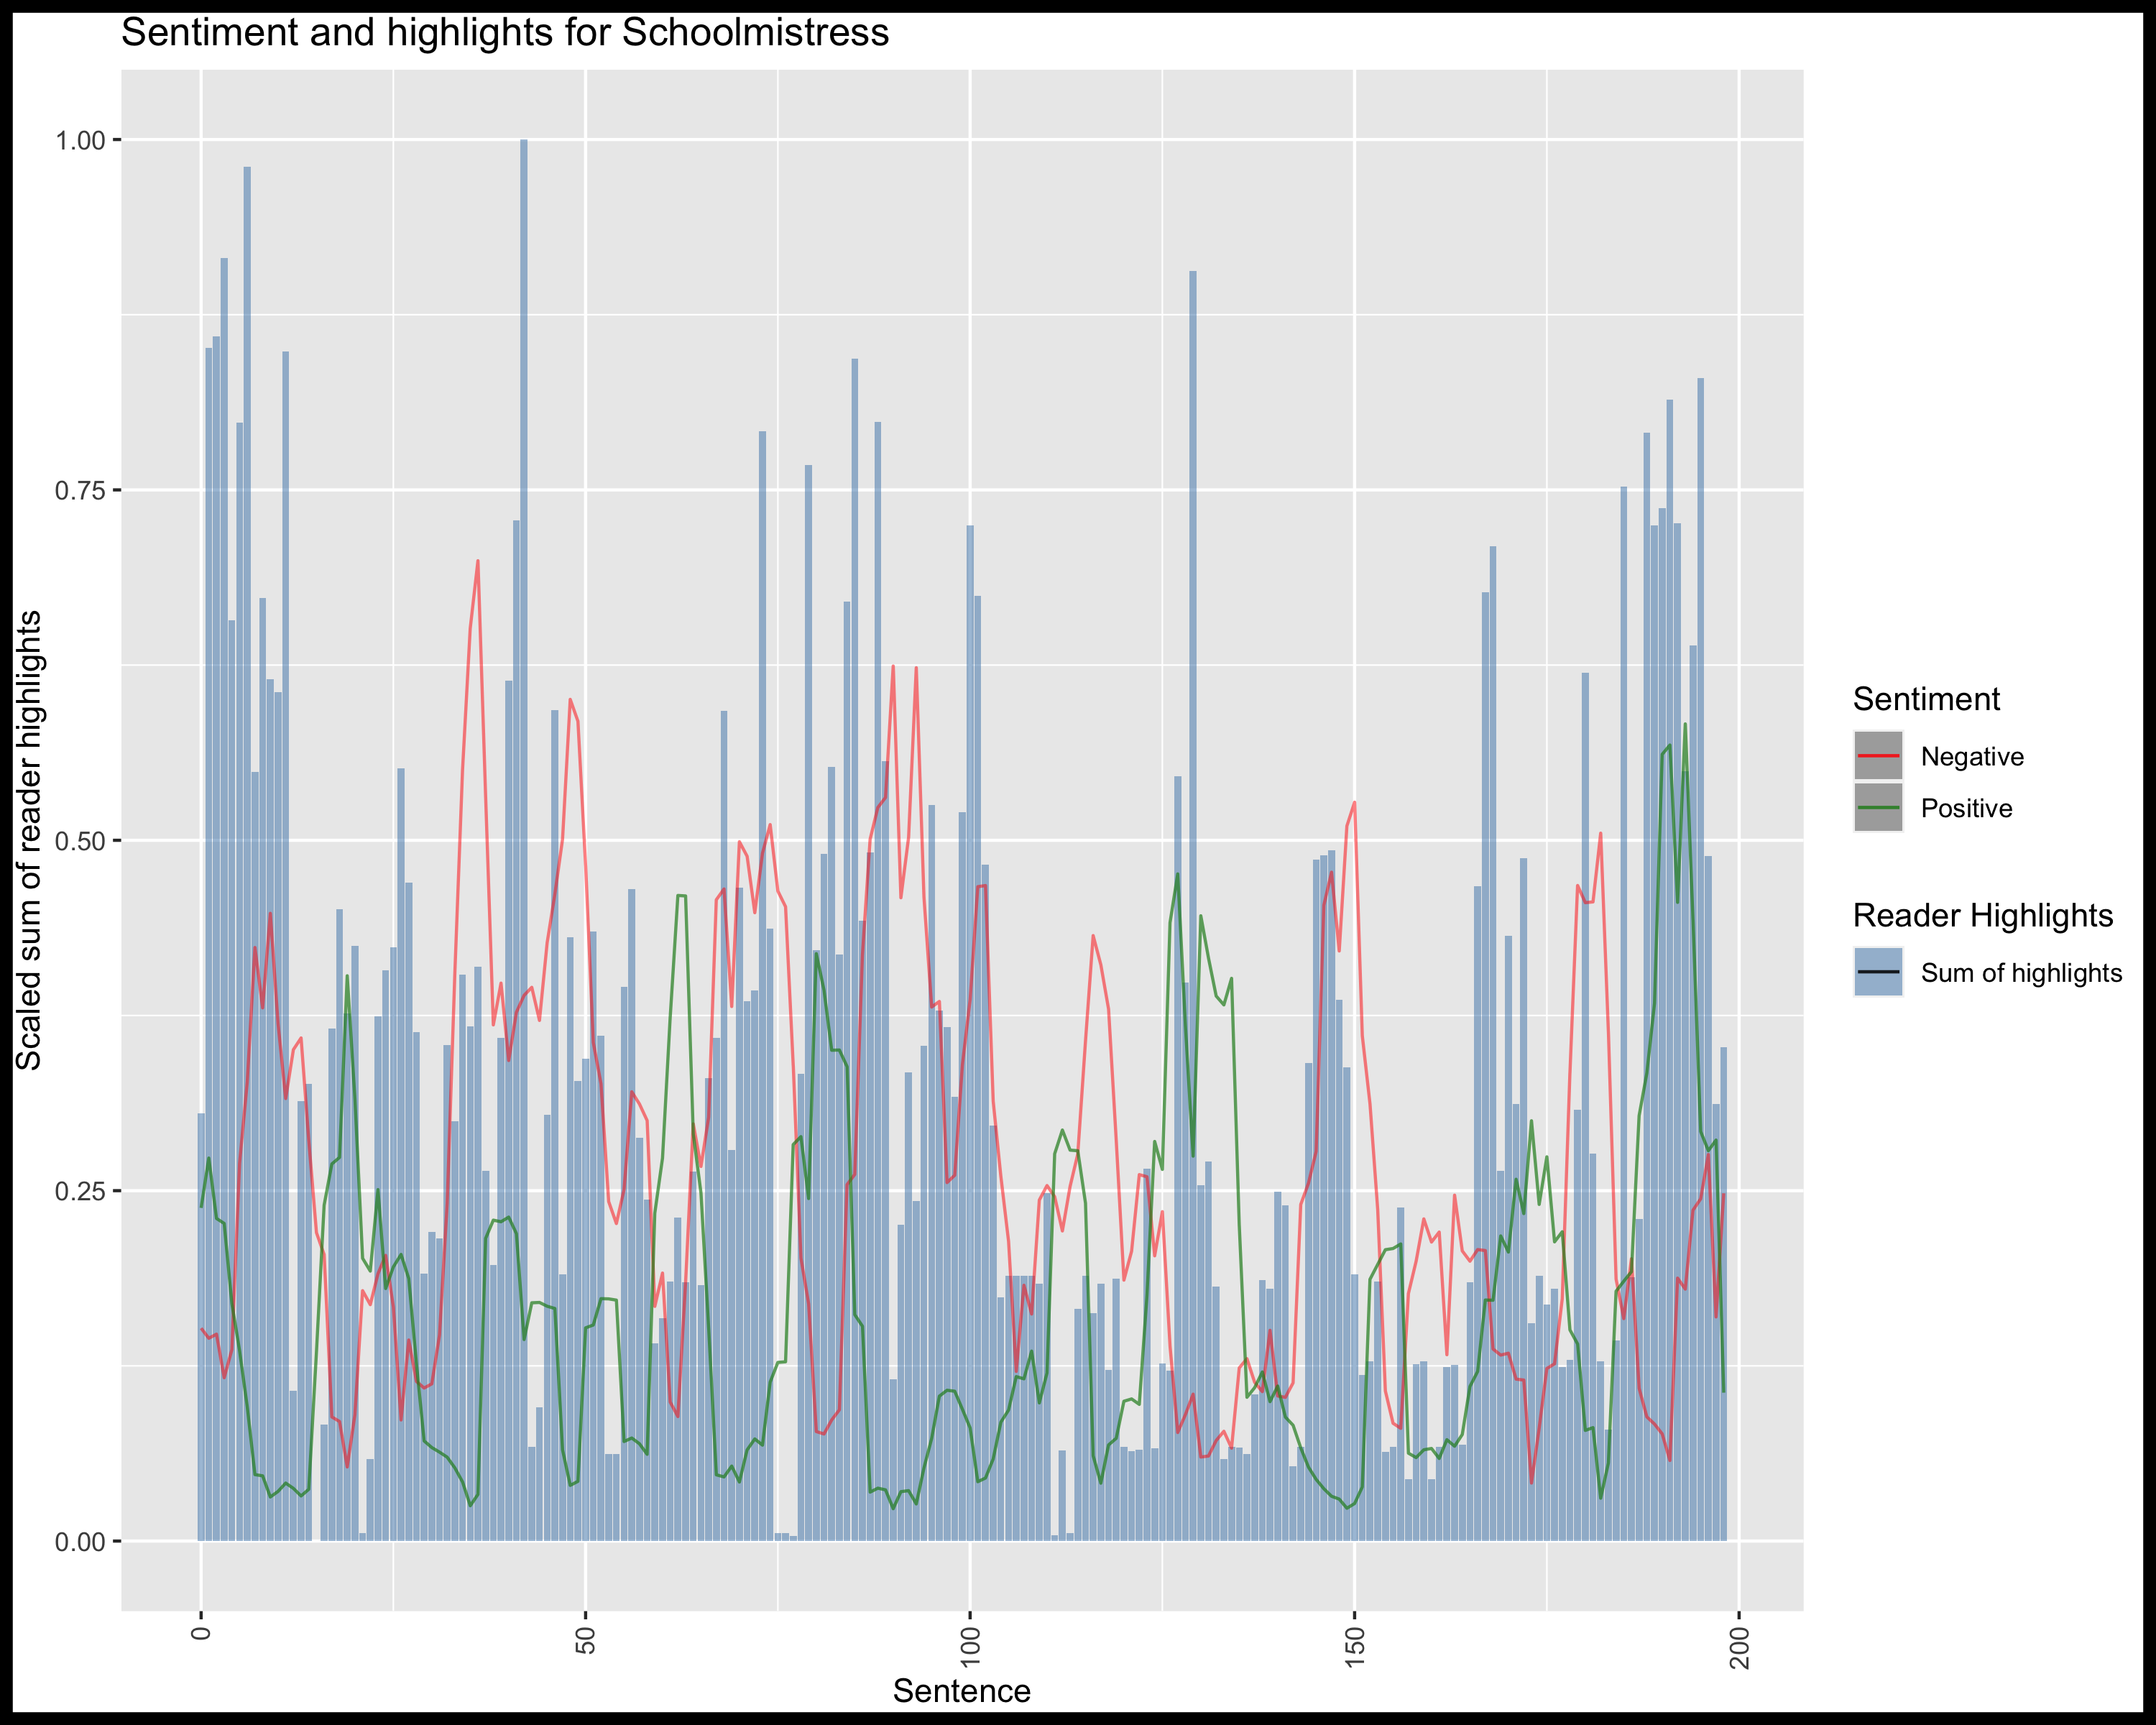 Sentiment and highlights for Schoolmistress
1.00
0.75
0.50
0.25
0.00
Scaled sum of reader highlights
0
50
100
150
200
Sentence
Sentiment
Negative
Positive
Reader Highlights
Sum of highlights